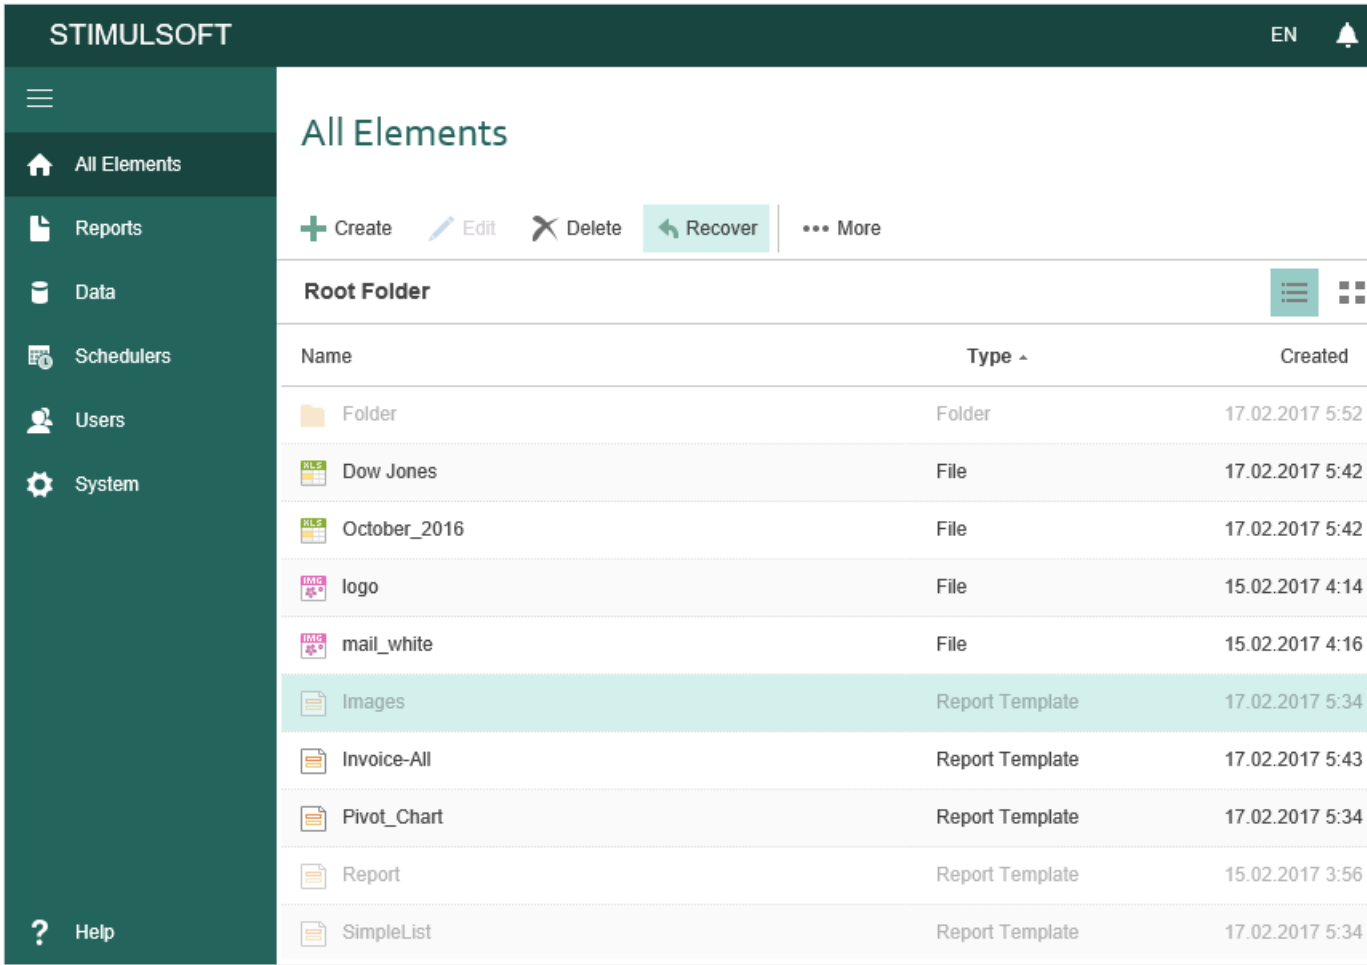 STIMULSOFT
EN
All Elements
Reports
Data
Schedulers
Users
System
Help
All Elements
Create Edit Delete Recover More
Root Folder
Name Type Created
Folder Folder 17.02.2017 5:52
XLS Dow Jones File 17.02.2017 5:42
XLS October_2016 File 17.02.2017 5:42
IMG logo File 15.02.2017 4:14
IMG mail_white File 15.02.2017 4:16
Images Report Template 17.02.2017 5:34
Invoice-All Report Template 17.02.2017 5:43
Pivot_Chart Report Template 17.02.2017 5:34
Report Report Template 15.02.2017 3:56
SimpleList Report Template 17.02.2017 5:34